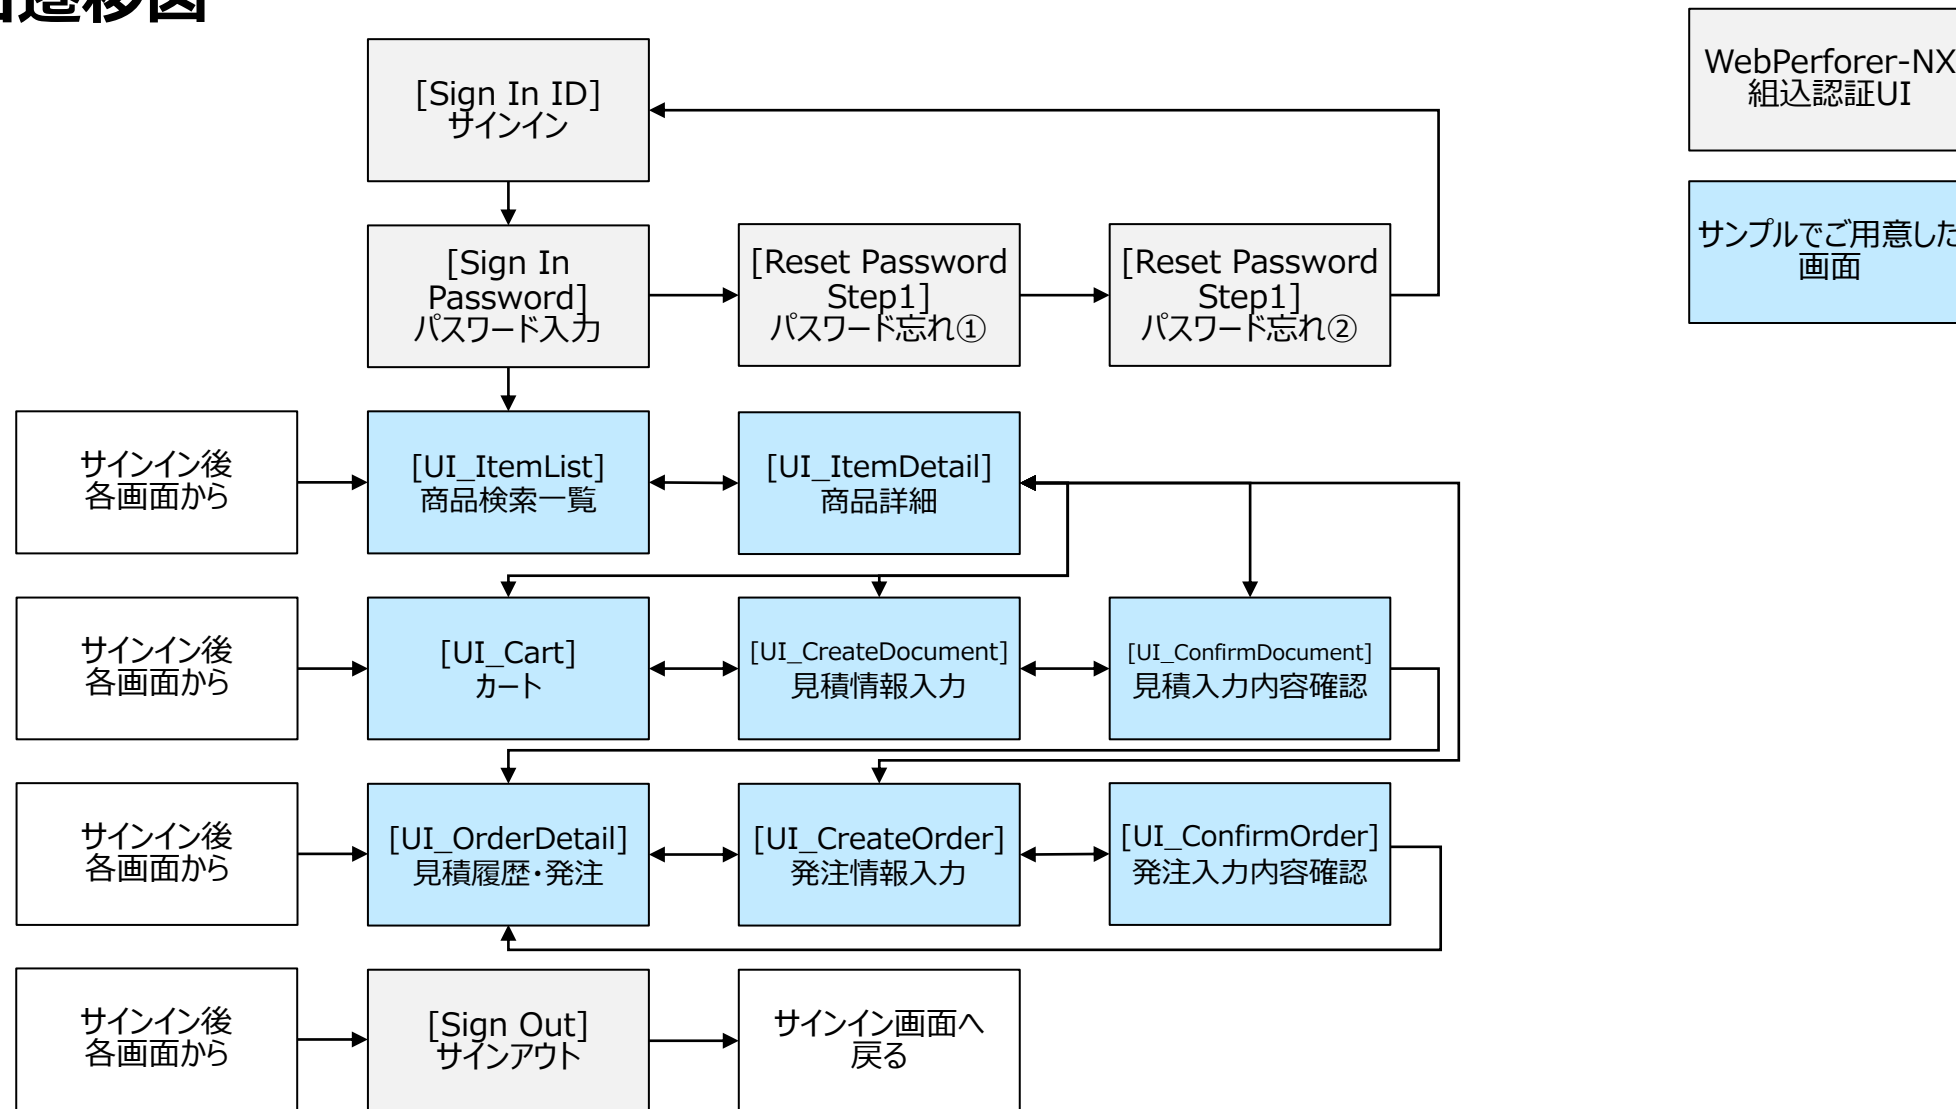 遷移図
[Sign In ID]
サインイン
WebPerforer-NX
組込認証UI
[Sign In
Password]
パスワード入力
[Reset Password
Step1]
パスワード忘れ①
[Reset Password
Step1]
パスワード忘れ②
サンプルでご用意した
画面
サインイン後
各画面から
[UI_ItemList]
商品検索一覧
[UI_ItemDetail]
商品詳細
サインイン後
各画面から
[UI_Cart]
カート
[UI_CreateDocument]
見積情報入力
[UI_ConfirmDocument]
見積入力内容確認
サインイン後
各画面から
[UI_OrderDetail]
見積履歴・発注
[UI_CreateOrder]
発注情報入力
[UI_ConfirmOrder]
発注入力内容確認
サインイン後
各画面から
[Sign Out]
サインアウト
サインイン画面へ
戻る